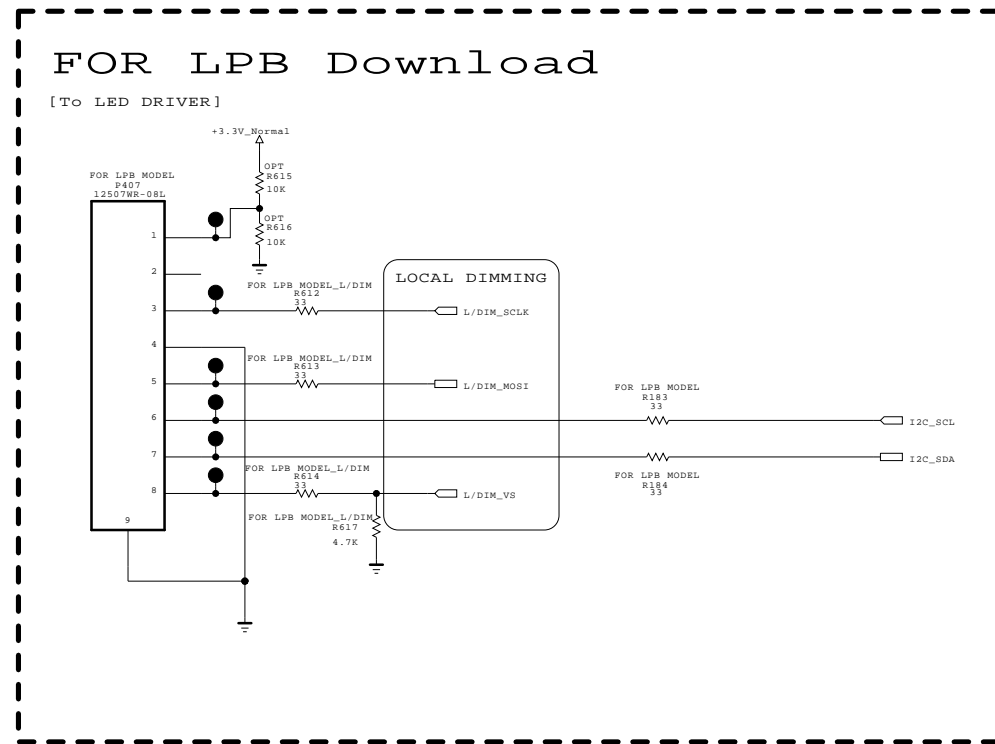 FOR LPB Download
[To LED DRIVER]
+3.3V_Normal
OPT
R615
10K
FOR LPB MODEL
P407
12507WR-08L
OPT
R616
10K
1
2
3
4
5
6
7
8
9
FOR LPB MODEL_L/DIM
R612
33
LOCAL DIMMING
L/DIM_SCLK
FOR LPB MODEL_L/DIM
R613
33
L/DIM_MOSI
FOR LPB MODEL
R183
33
I2C_SCL
I2C_SDA
FOR LPB MODEL
R184
33
FOR LPB MODEL_L/DIM
R614
33
L/DIM_VS
FOR LPB MODEL_L/DIM
R617
4.7K